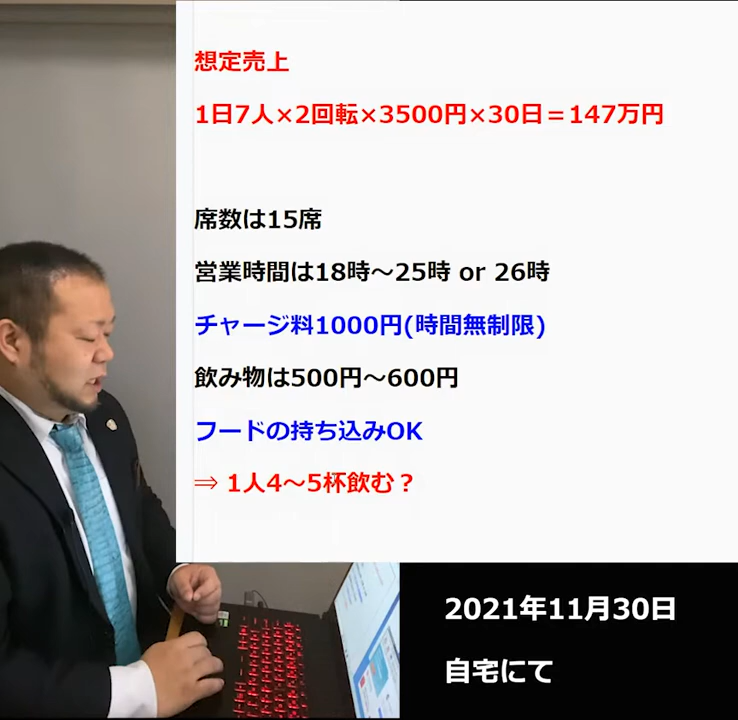 想定売上
1日7人×2回転×3500円×30日＝147万円
席数は15席
営業時間は18時～25時 or 26時
チャージ料1000円(時間無制限)
飲み物は500円～600円
フードの持ち込みOK
⇒ 1人4～5杯飲む？
2021年11月30日
自宅にて